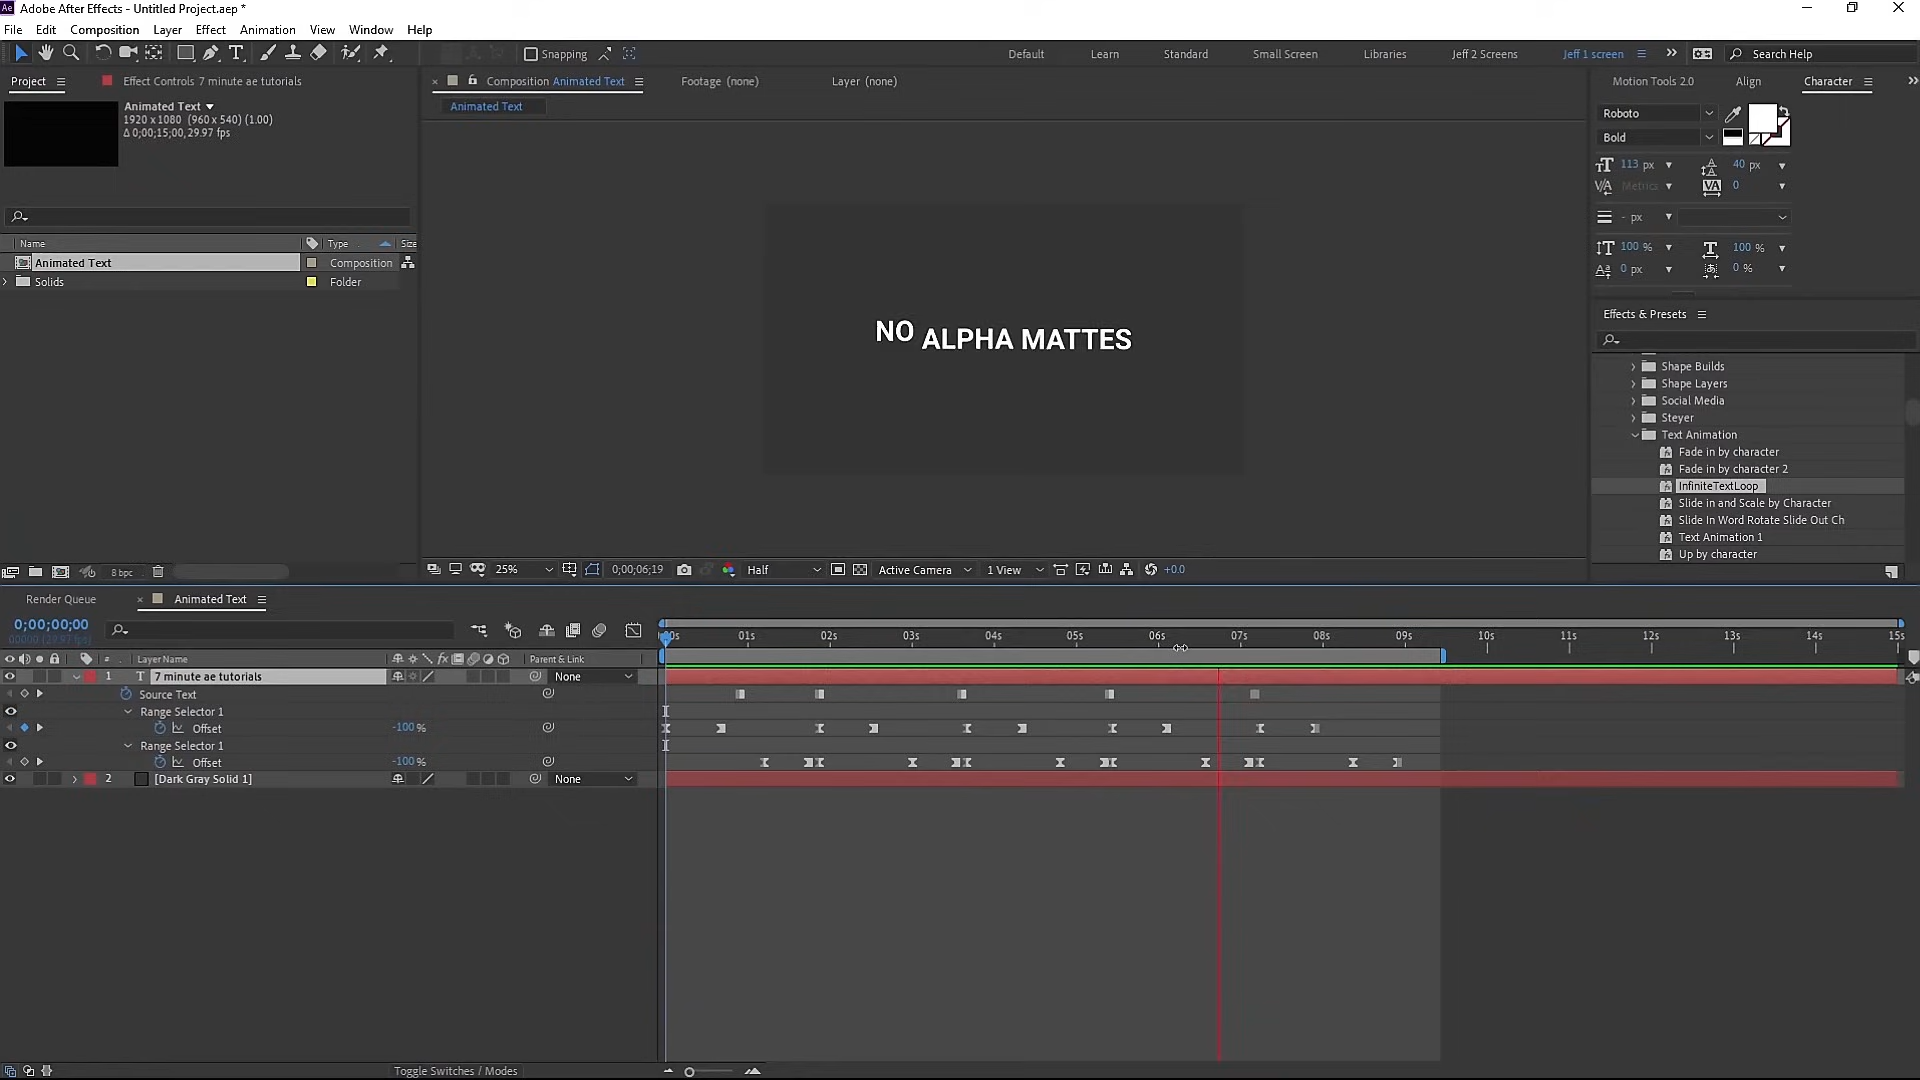 Adobe After Effects - Untitled Project.aep *
File Edit Composition Layer Effect Animation View Window Help
Snapping
Default Learn Standard Small Screen Libraries Jeff 2 Screens Jeff 1 screen Search Help
Project Effect Controls 7 minute ae tutorials
Composition Animated Text Footage (none) Layer (none)
Motion Tools 2.0 Align Character
Animated Text
1920 x 1080 (960 x 540) (1.00)
Δ 0;00;15;00, 29.97 fps
Animated Text
Roboto
Bold
113 px 40 px
Metrics 0
- px
100 % 100 %
0 px 0 %
Name Type Size
Animated Text Composition
Solids Folder
NO ALPHA MATTES
Effects & Presets
Shape Builds
Shape Layers
Social Media
Steyer
Text Animation
Fade in by character
Fade in by character 2
InfiniteTextLoop
Slide in and Scale by Character
Slide In Word Rotate Slide Out Ch
Text Animation 1
Up by character
8 bpc
25% 0;00;06;19 Half Active Camera 1 View +0.0
Render Queue Animated Text
0;00;00;00
00000 (29.97 fps)
01s 02s 03s 04s 05s 06s 07s 08s 09s 10s 11s 12s 13s 14s 15s
# Layer Name Parent & Link
1 T 7 minute ae tutorials None
Source Text
Range Selector 1
Offset -100 %
Range Selector 1
Offset -100 %
2 [Dark Gray Solid 1] None
Toggle Switches / Modes